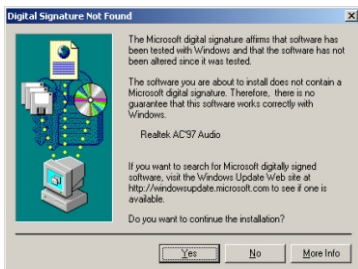 Digital Signature Not Found
The Microsoft digital signature affirms that software has
been tested with Windows and that the software has not
been altered since it was tested.
The software you are about to install does not contain a
Microsoft digital signature. Therefore, there is no
guarantee that this software works correctly with
Windows.
Realtek AC'97 Audio
If you want to search for Microsoft digitally signed
software, visit the Windows Update Web site at
http://windowsupdate.microsoft.com to see if one is
available.
Do you want to continue the installation?
Yes No More Info